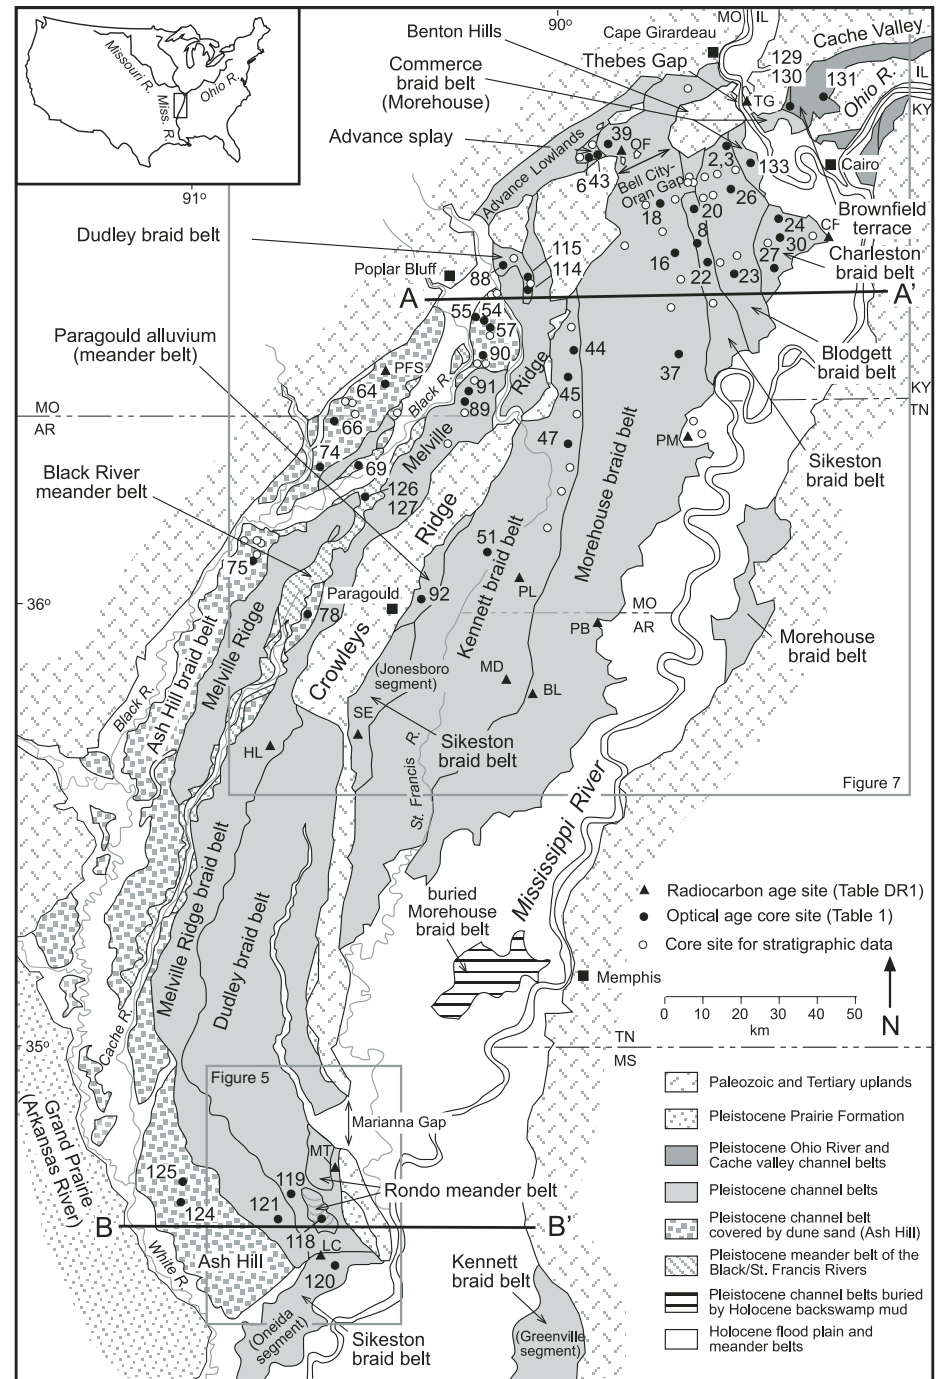 Missouri R.
Ohio R.
Miss. R.
90º
91º
36º
35º
MO
IL
Benton Hills
Cape Girardeau
Thebes Gap
Cache Valley
129
130
131
Ohio R.
IL
KY
Commerce
braid belt
(Morehouse)
TG
Advance splay
39
OF
2,3
133
Cairo
Advance Lowlands
6
43
Bell City-
Oran Gap
18
20
26
Brownfield
terrace
24
CF
30
Charleston
braid belt
Dudley braid belt
115
114
8
16
22
23
27
Poplar Bluff
88
A
A'
55
54
57
Paragould alluvium
(meander belt)
90
PFS
64
Black R.
91
89
Ridge
44
45
37
Blodgett
braid belt
KY
TN
MO
AR
66
74
69
Melville
47
PM
Sikeston
braid belt
Black River
meander belt
126
127
Ridge
51
Morehouse braid belt
75
Paragould
92
PL
Kennett braid belt
78
MO
AR
PB
Morehouse
braid belt
Crowleys
(Jonesboro
segment)
MD
BL
Melville Ridge
Ash Hill braid belt
Black R.
HL
SE
Sikeston
braid belt
St. Francis R.
Figure 7
Mississippi River
Melville Ridge braid belt
Dudley braid belt
buried
Morehouse
braid belt
Radiocarbon age site (Table DR1)
Optical age core site (Table 1)
Core site for stratigraphic data
Memphis
0 10 20 30 40 50
km
N
Cache R.
TN
MS
Figure 5
Marianna Gap
Grand Prairie
(Arkansas River)
MT
125
124
119
121
118
Rondo meander belt
B
B'
LC
120
White R.
Ash Hill
Kennett
braid belt
(Oneida
segment)
Sikeston
braid belt
(Greenville
segment)
Paleozoic and Tertiary uplands
Pleistocene Prairie Formation
Pleistocene Ohio River and
Cache valley channel belts
Pleistocene channel belts
Pleistocene channel belt
covered by dune sand (Ash Hill)
Pleistocene meander belt of the
Black/St. Francis Rivers
Pleistocene channel belts buried
by Holocene backswamp mud
Holocene flood plain and
meander belts